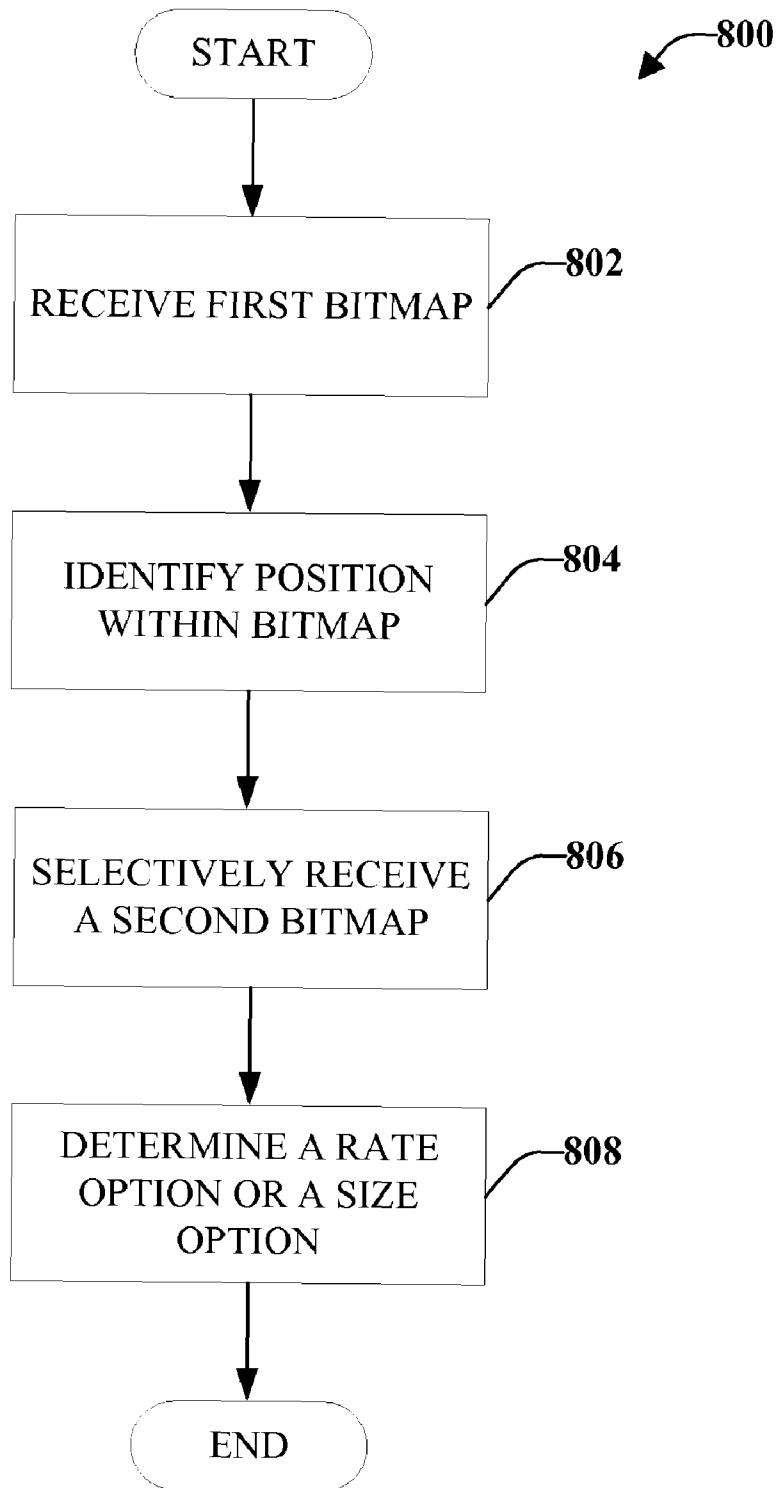 START
800
RECEIVE FIRST BITMAP
802
IDENTIFY POSITION
WITHIN BITMAP
804
SELECTIVELY RECEIVE
A SECOND BITMAP
806
DETERMINE A RATE
OPTION OR A SIZE
OPTION
808
END